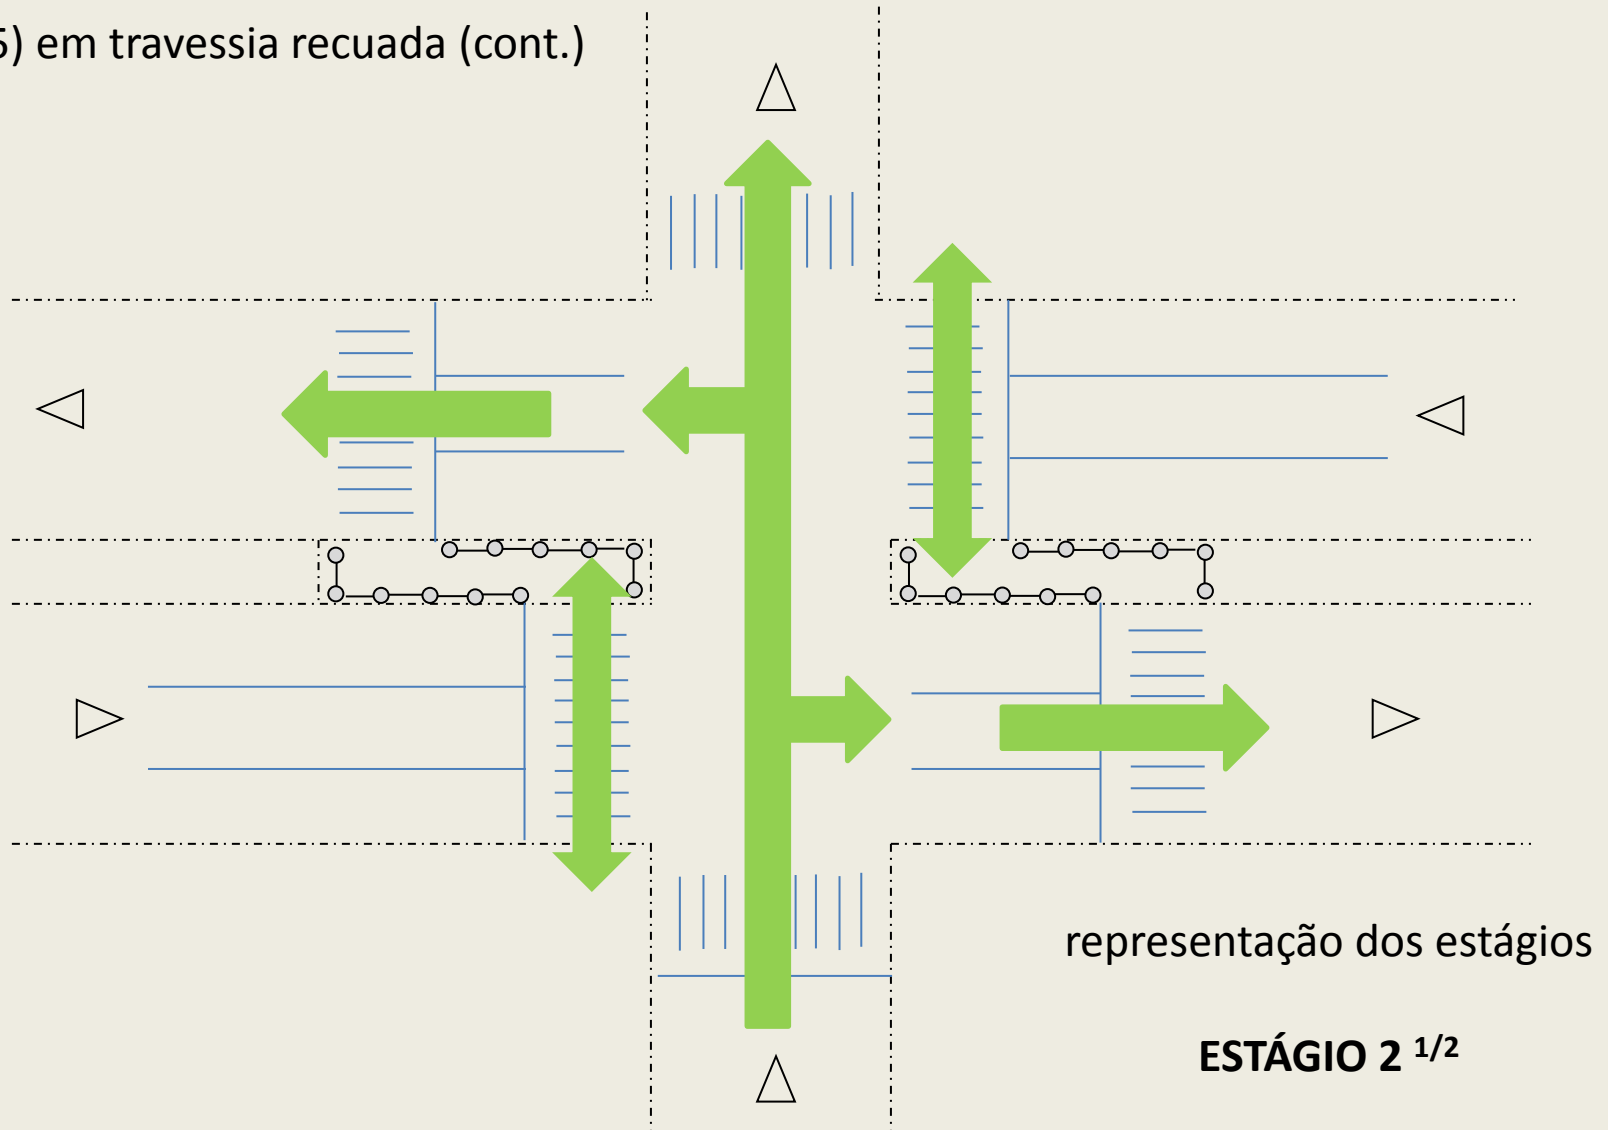 5) em travessia recuada (cont.)
representação dos estágios
ESTÁGIO 2 1/2